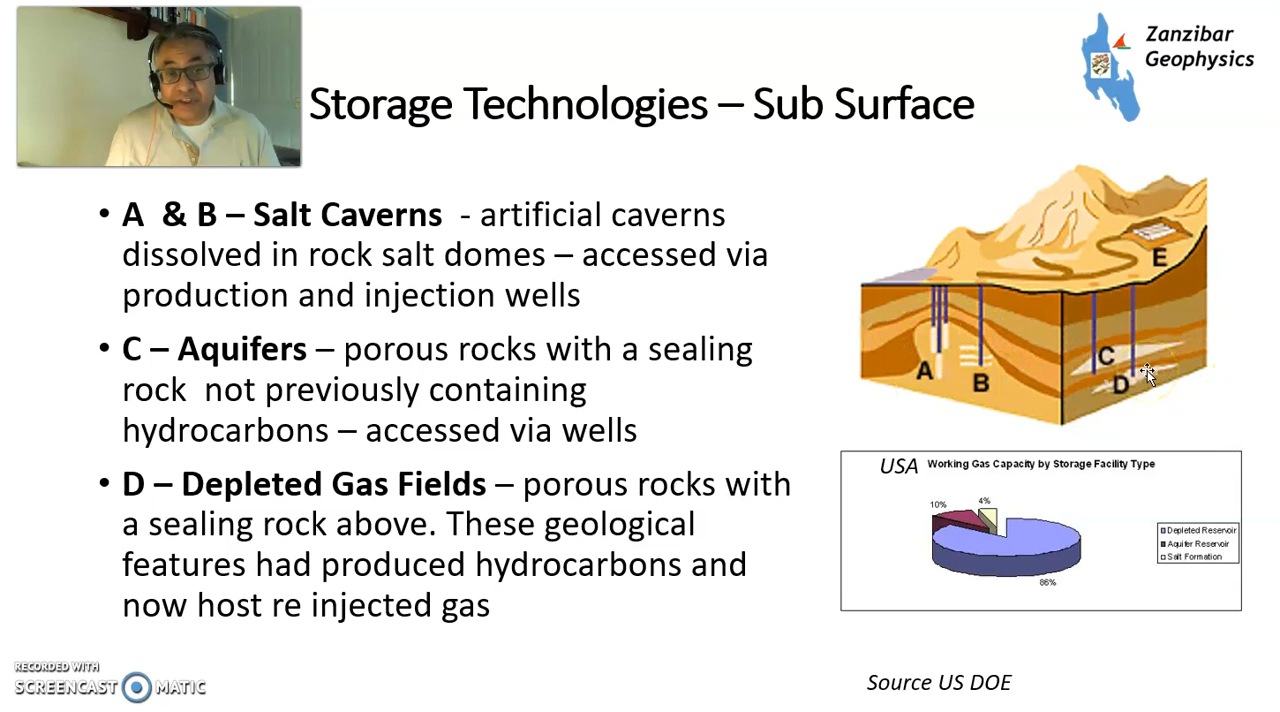 Zanzibar
Geophysics
Storage Technologies – Sub Surface
• A & B – Salt Caverns - artificial caverns
dissolved in rock salt domes – accessed via
production and injection wells
• C – Aquifers – porous rocks with a sealing
rock not previously containing
hydrocarbons – accessed via wells
• D – Depleted Gas Fields – porous rocks with
a sealing rock above. These geological
features had produced hydrocarbons and
now host re injected gas
E
C
A
B
D
USA Working Gas Capacity by Storage Facility Type
10%
4%
86%
Depleted Reservoir
Aquifer Reservoir
Salt Formation
Source US DOE
RECORDED WITH
SCREENCAST MATIC